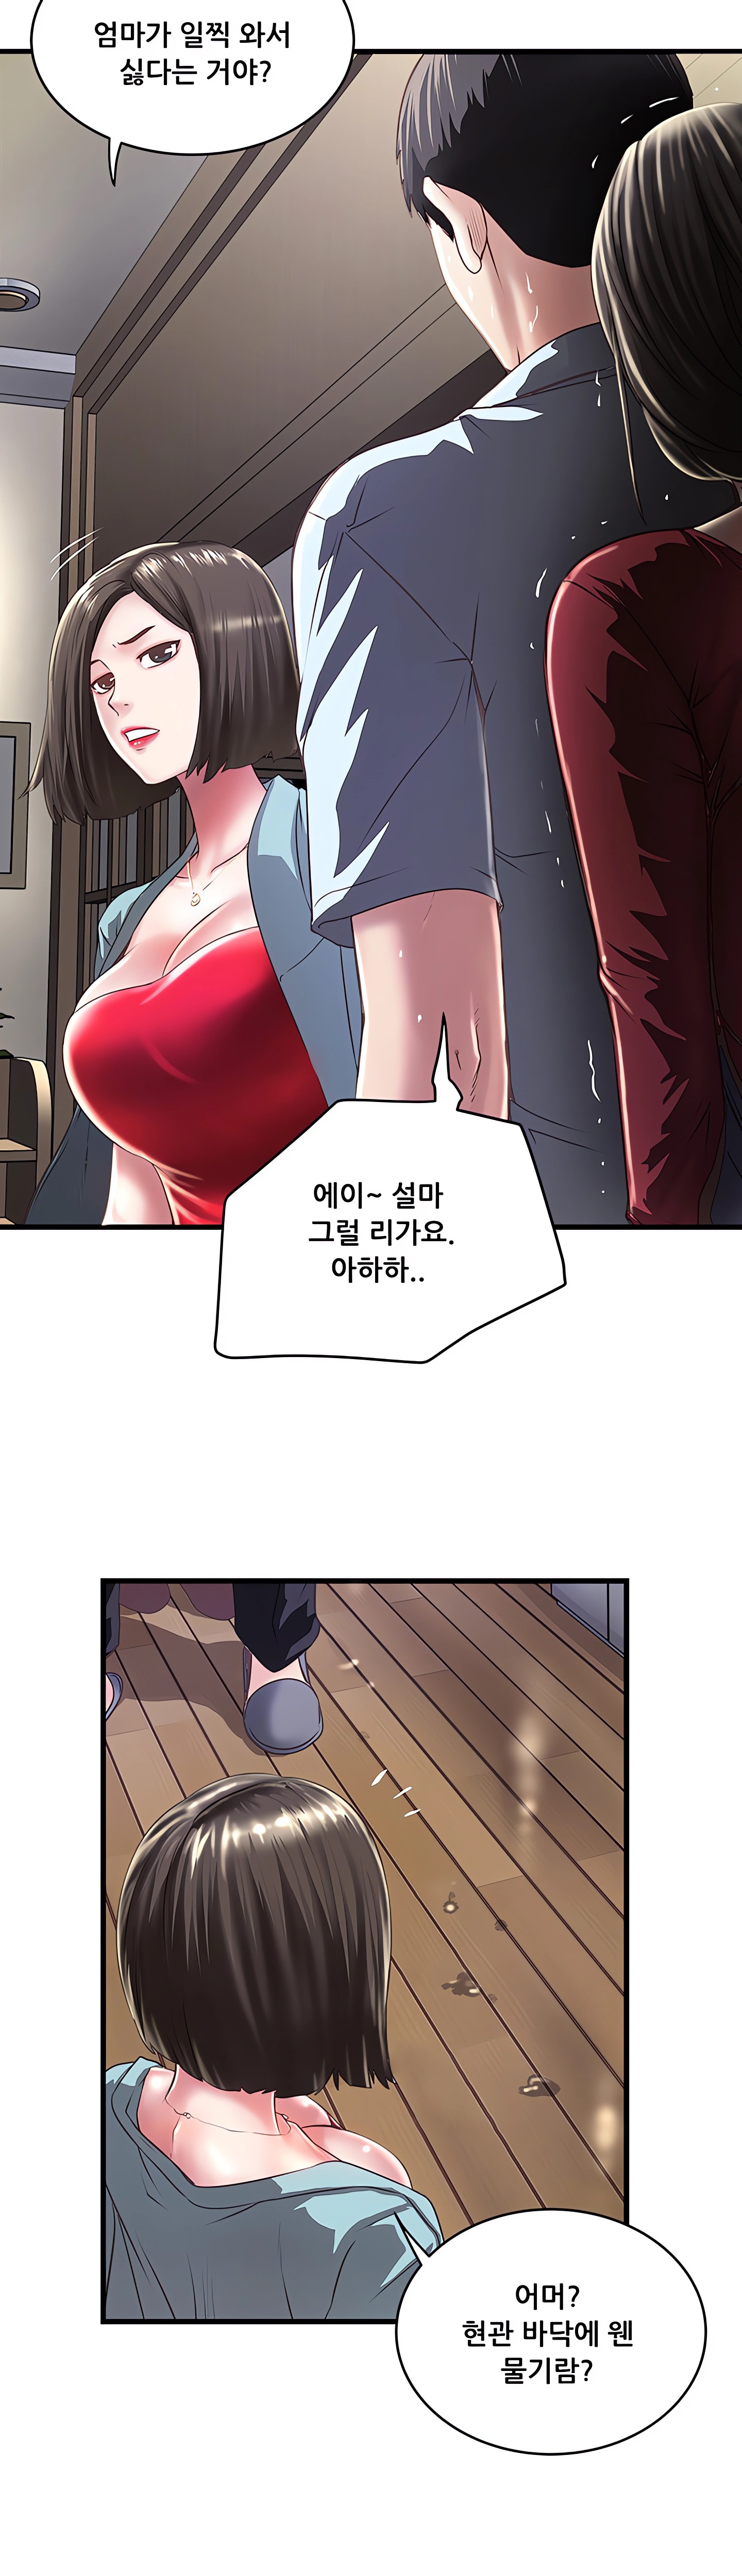 엄마가 일찍 와서
싫다는 거야?
에이~ 설마
그럴 리가요.
아하하..
어머?
현관 바닥에 웬
물기람?